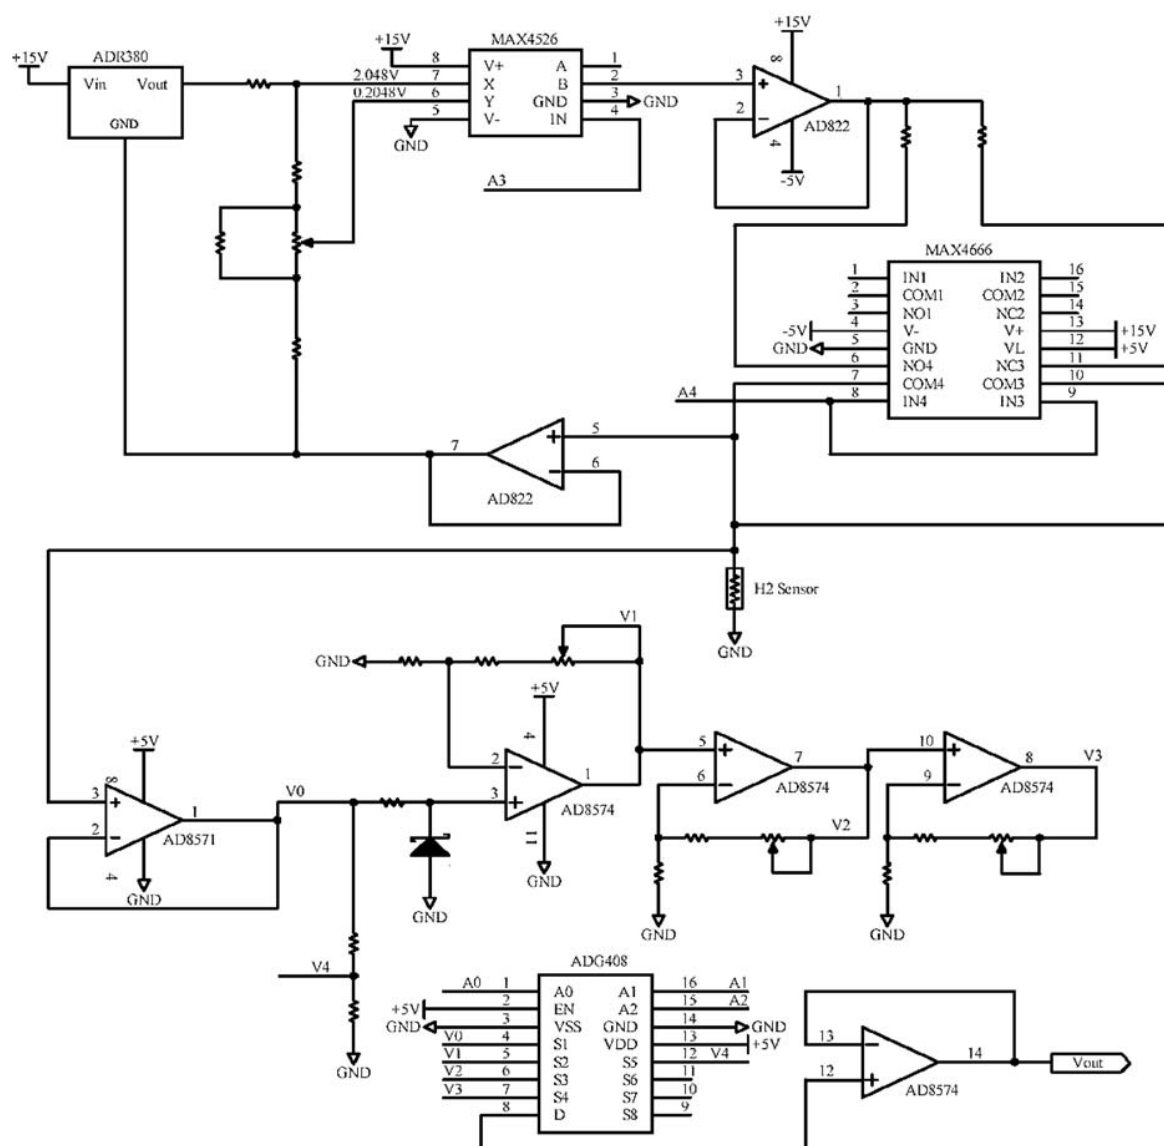 +15V
ADR380
Vin Vout
GND
2.048V
0.2048V
+15V
MAX4526
8 V+ A 1
7 X B 2
6 Y GND 3 GND
5 V- IN 4
GND
A3
+15V
8
3 +
2 -
1
AD822
4
-5V
MAX4666
1 IN1 IN2 16
2 COM1 COM2 15
3 NO1 NC2 14
-5V 4 V- V+ 13 +15V
GND 5 GND VL 12 +5V
6 NO4 NC3 11
7 COM4 COM3 10
A4 8 IN4 IN3 9
7 + 5
- 6
AD822
H2 Sensor
GND
V1
GND
+5V
4
2 -
3 +
1
AD8574
11
GND
+5V
8
3 +
2 -
1
AD8571
4
GND
V0
GND
V4
GND
5 +
6 -
7
AD8574
V2
GND
10 +
9 -
8
AD8574
V3
GND
ADG408
A0 1 A0 A1 16 A1
+5V 2 EN A2 15 A2
GND 3 VSS GND 14 GND
V0 4 S1 VDD 13 +5V
V1 5 S2 S5 12 V4
V2 6 S3 S6 11
V3 7 S4 S7 10
8 D S8 9
13 -
12 +
14
AD8574
Vout